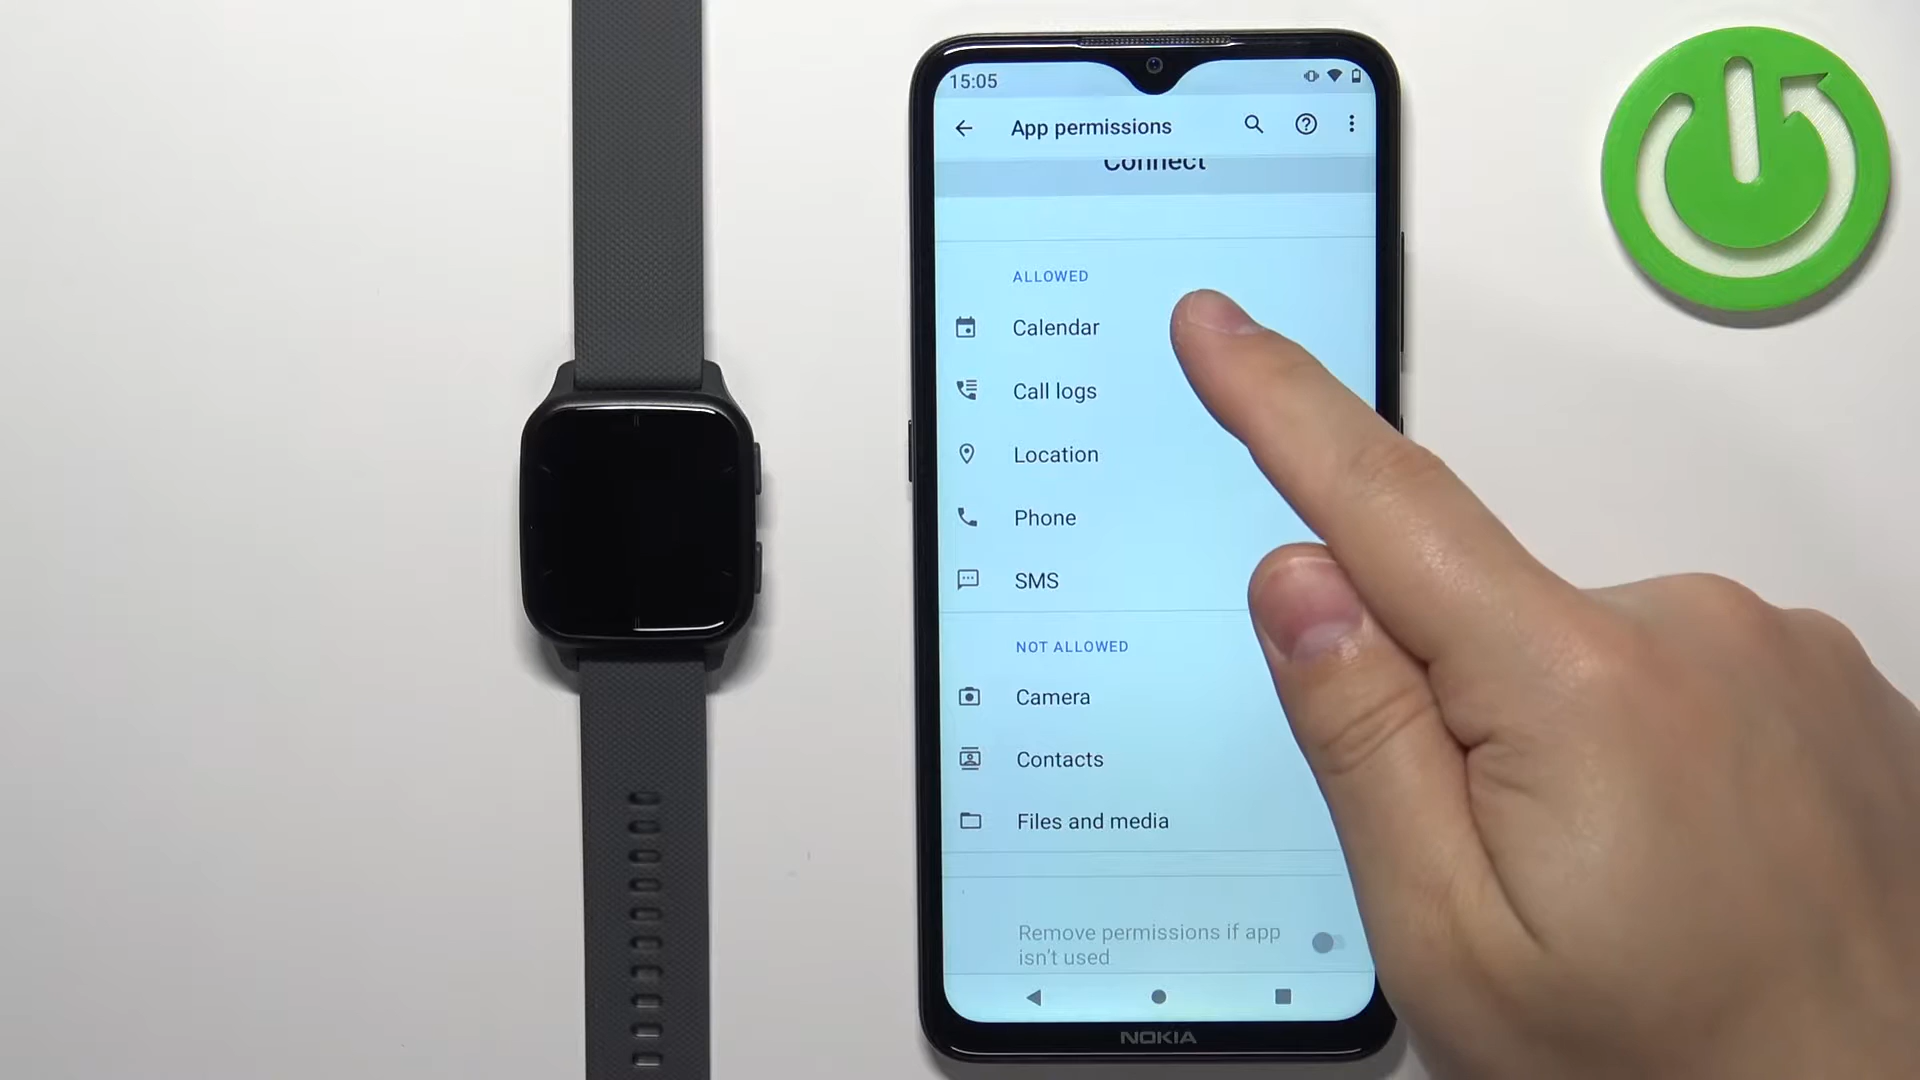 15:05
App permissions
Connect
ALLOWED
Calendar
Call logs
Location
Phone
SMS
NOT ALLOWED
Camera
Contacts
Files and media
Remove permissions if app
isn't used
NOKIA